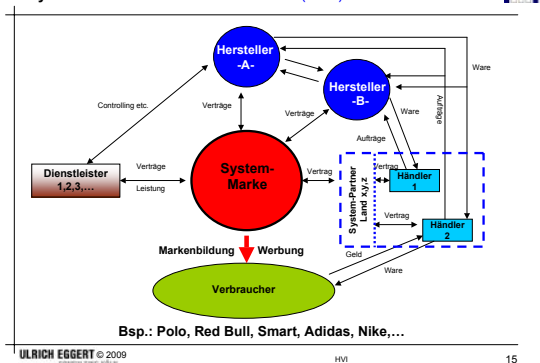 Hersteller
-A-
Hersteller
-B-
Ware
Aufträge
Controlling etc.
Verträge
Verträge
Ware
Aufträge
Dienstleister
1,2,3,…
Verträge
Leistung
System-
Marke
Vertrag
System-Partner
Land x,y,z
Vertrag
Händler
1
Vertrag
Händler
2
Markenbildung
Werbung
Geld
Ware
Verbraucher
Bsp.: Polo, Red Bull, Smart, Adidas, Nike,…
ULRICH EGGERT © 2009
HVI
15